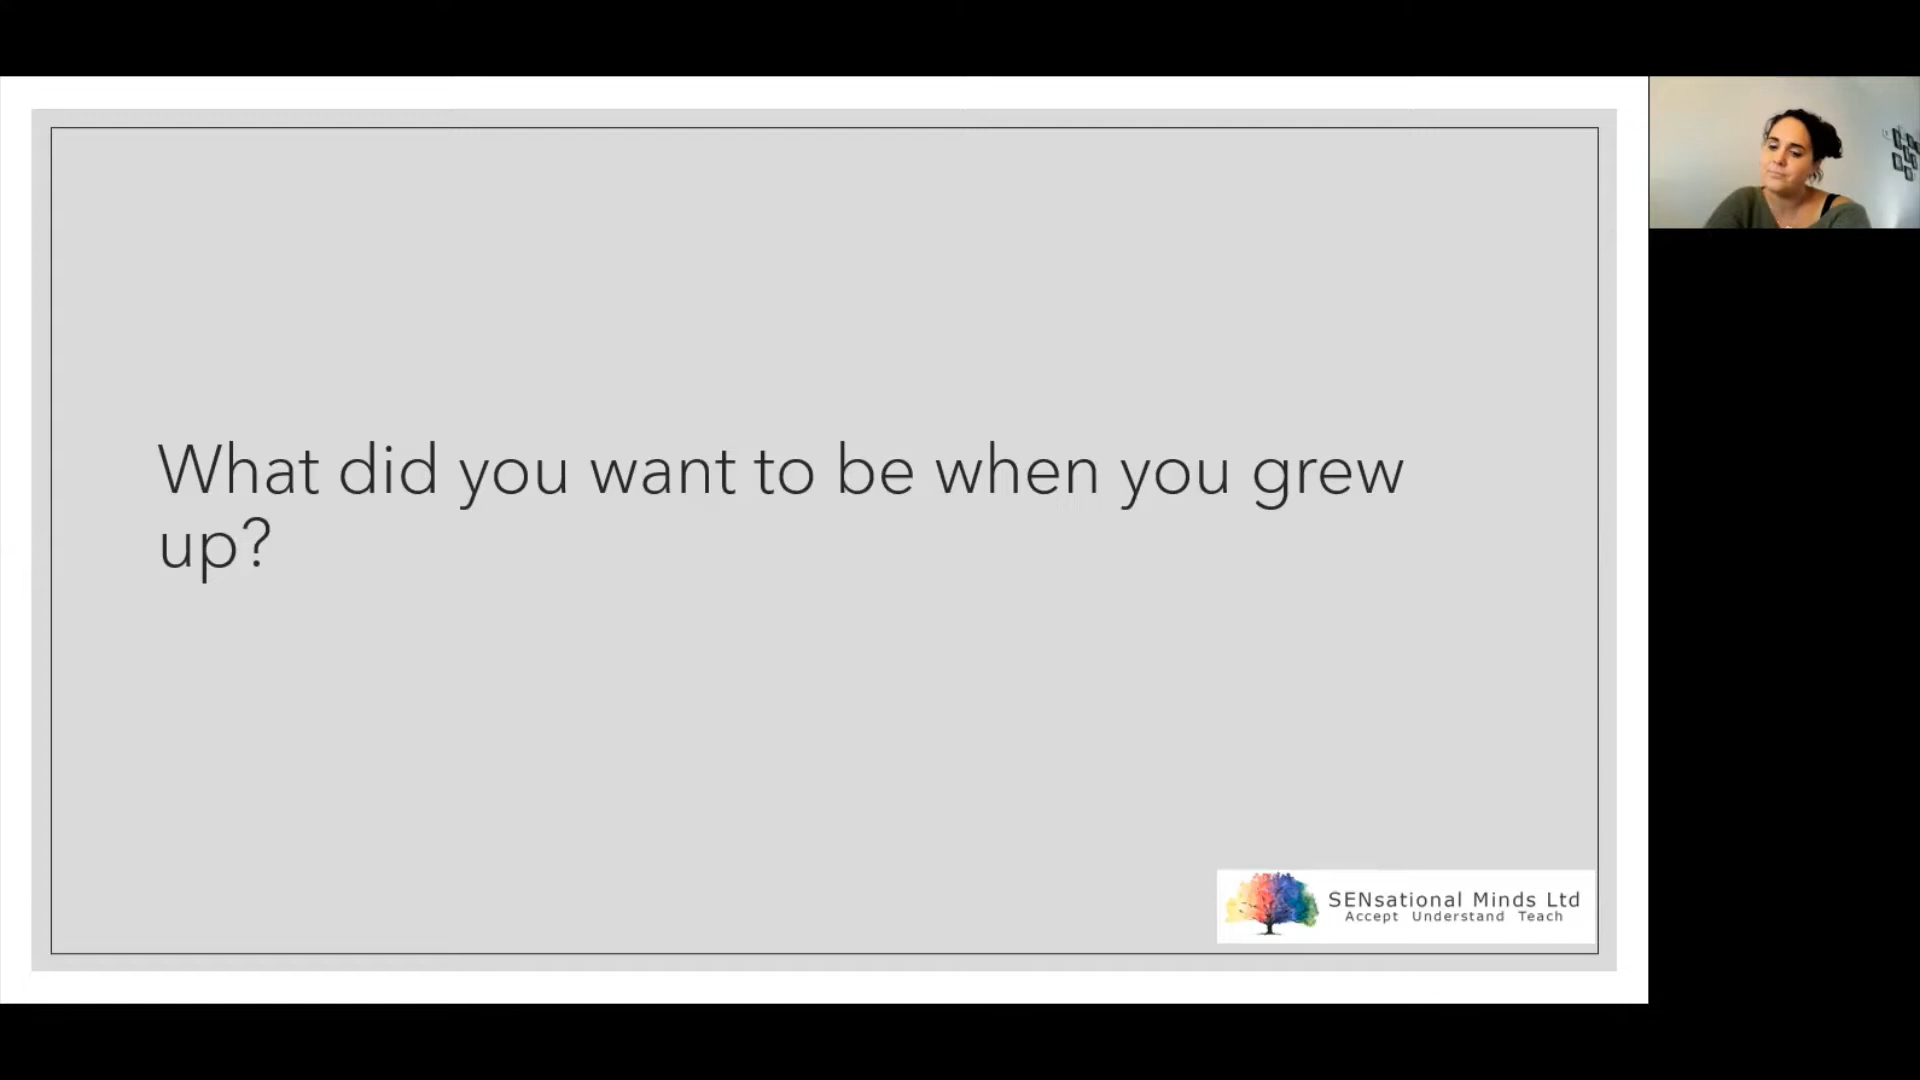 What did you want to be when you grew
up?
SENsational Minds Ltd
Accept Understand Teach